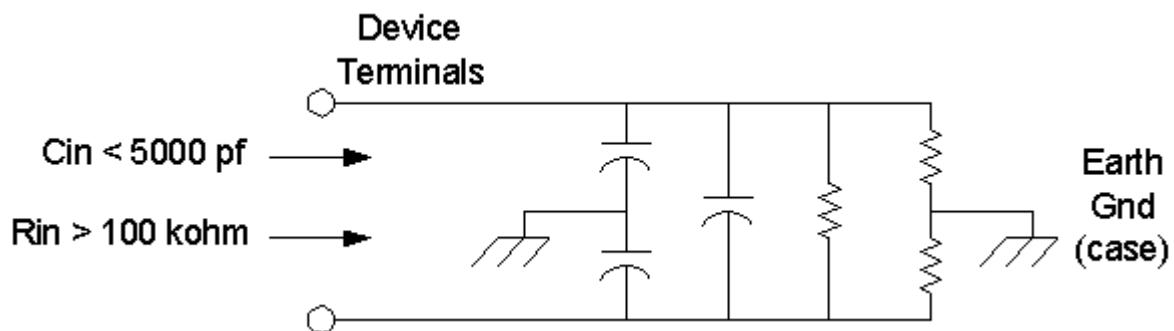 Device
Terminals
Cin < 5000 pf
Rin > 100 kohm
Earth
Gnd
(case)